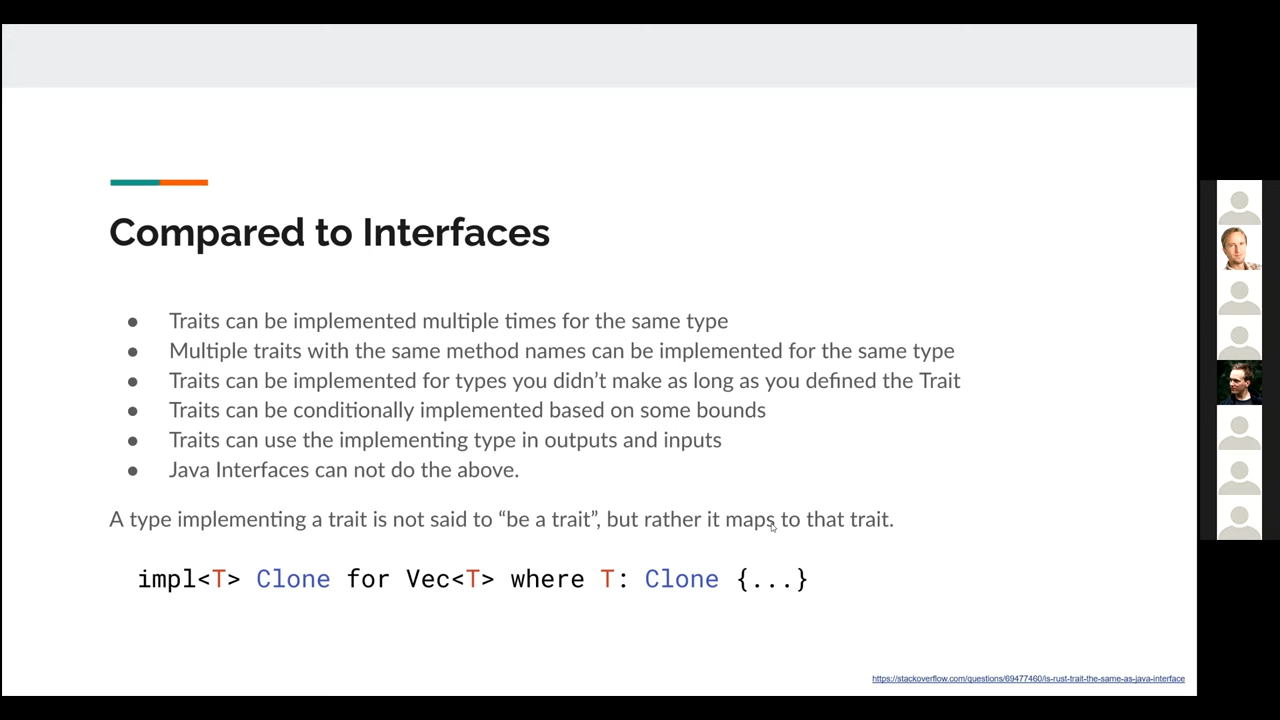 Compared to Interfaces
● Traits can be implemented multiple times for the same type
● Multiple traits with the same method names can be implemented for the same type
● Traits can be implemented for types you didn’t make as long as you defined the Trait
● Traits can be conditionally implemented based on some bounds
● Traits can use the implementing type in outputs and inputs
● Java Interfaces can not do the above.
A type implementing a trait is not said to “be a trait”, but rather it maps to that trait.
impl<T> Clone for Vec<T> where T: Clone {...}
https://stackoverflow.com/questions/69477460/is-rust-trait-the-same-as-java-interface